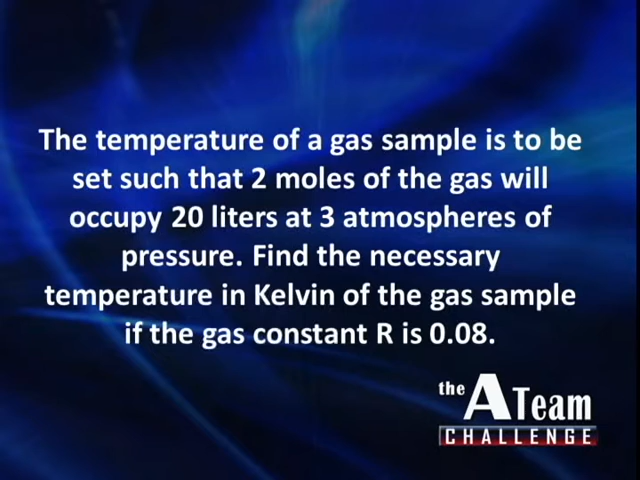 The temperature of a gas sample is to be
set such that 2 moles of the gas will
occupy 20 liters at 3 atmospheres of
pressure. Find the necessary
temperature in Kelvin of the gas sample
if the gas constant R is 0.08.
the A Team
CHALLENGE